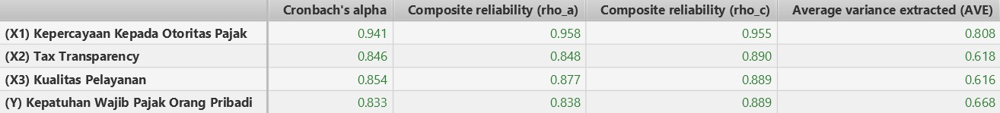 Cronbach's alpha Composite reliability (rho_a) Composite reliability (rho_c) Average variance extracted (AVE)
(X1) Kepercayaan Kepada Otoritas Pajak 0.941 0.958 0.955 0.808
(X2) Tax Transparency 0.846 0.848 0.890 0.618
(X3) Kualitas Pelayanan 0.854 0.877 0.889 0.616
(Y) Kepatuhan Wajib Pajak Orang Pribadi 0.833 0.838 0.889 0.668